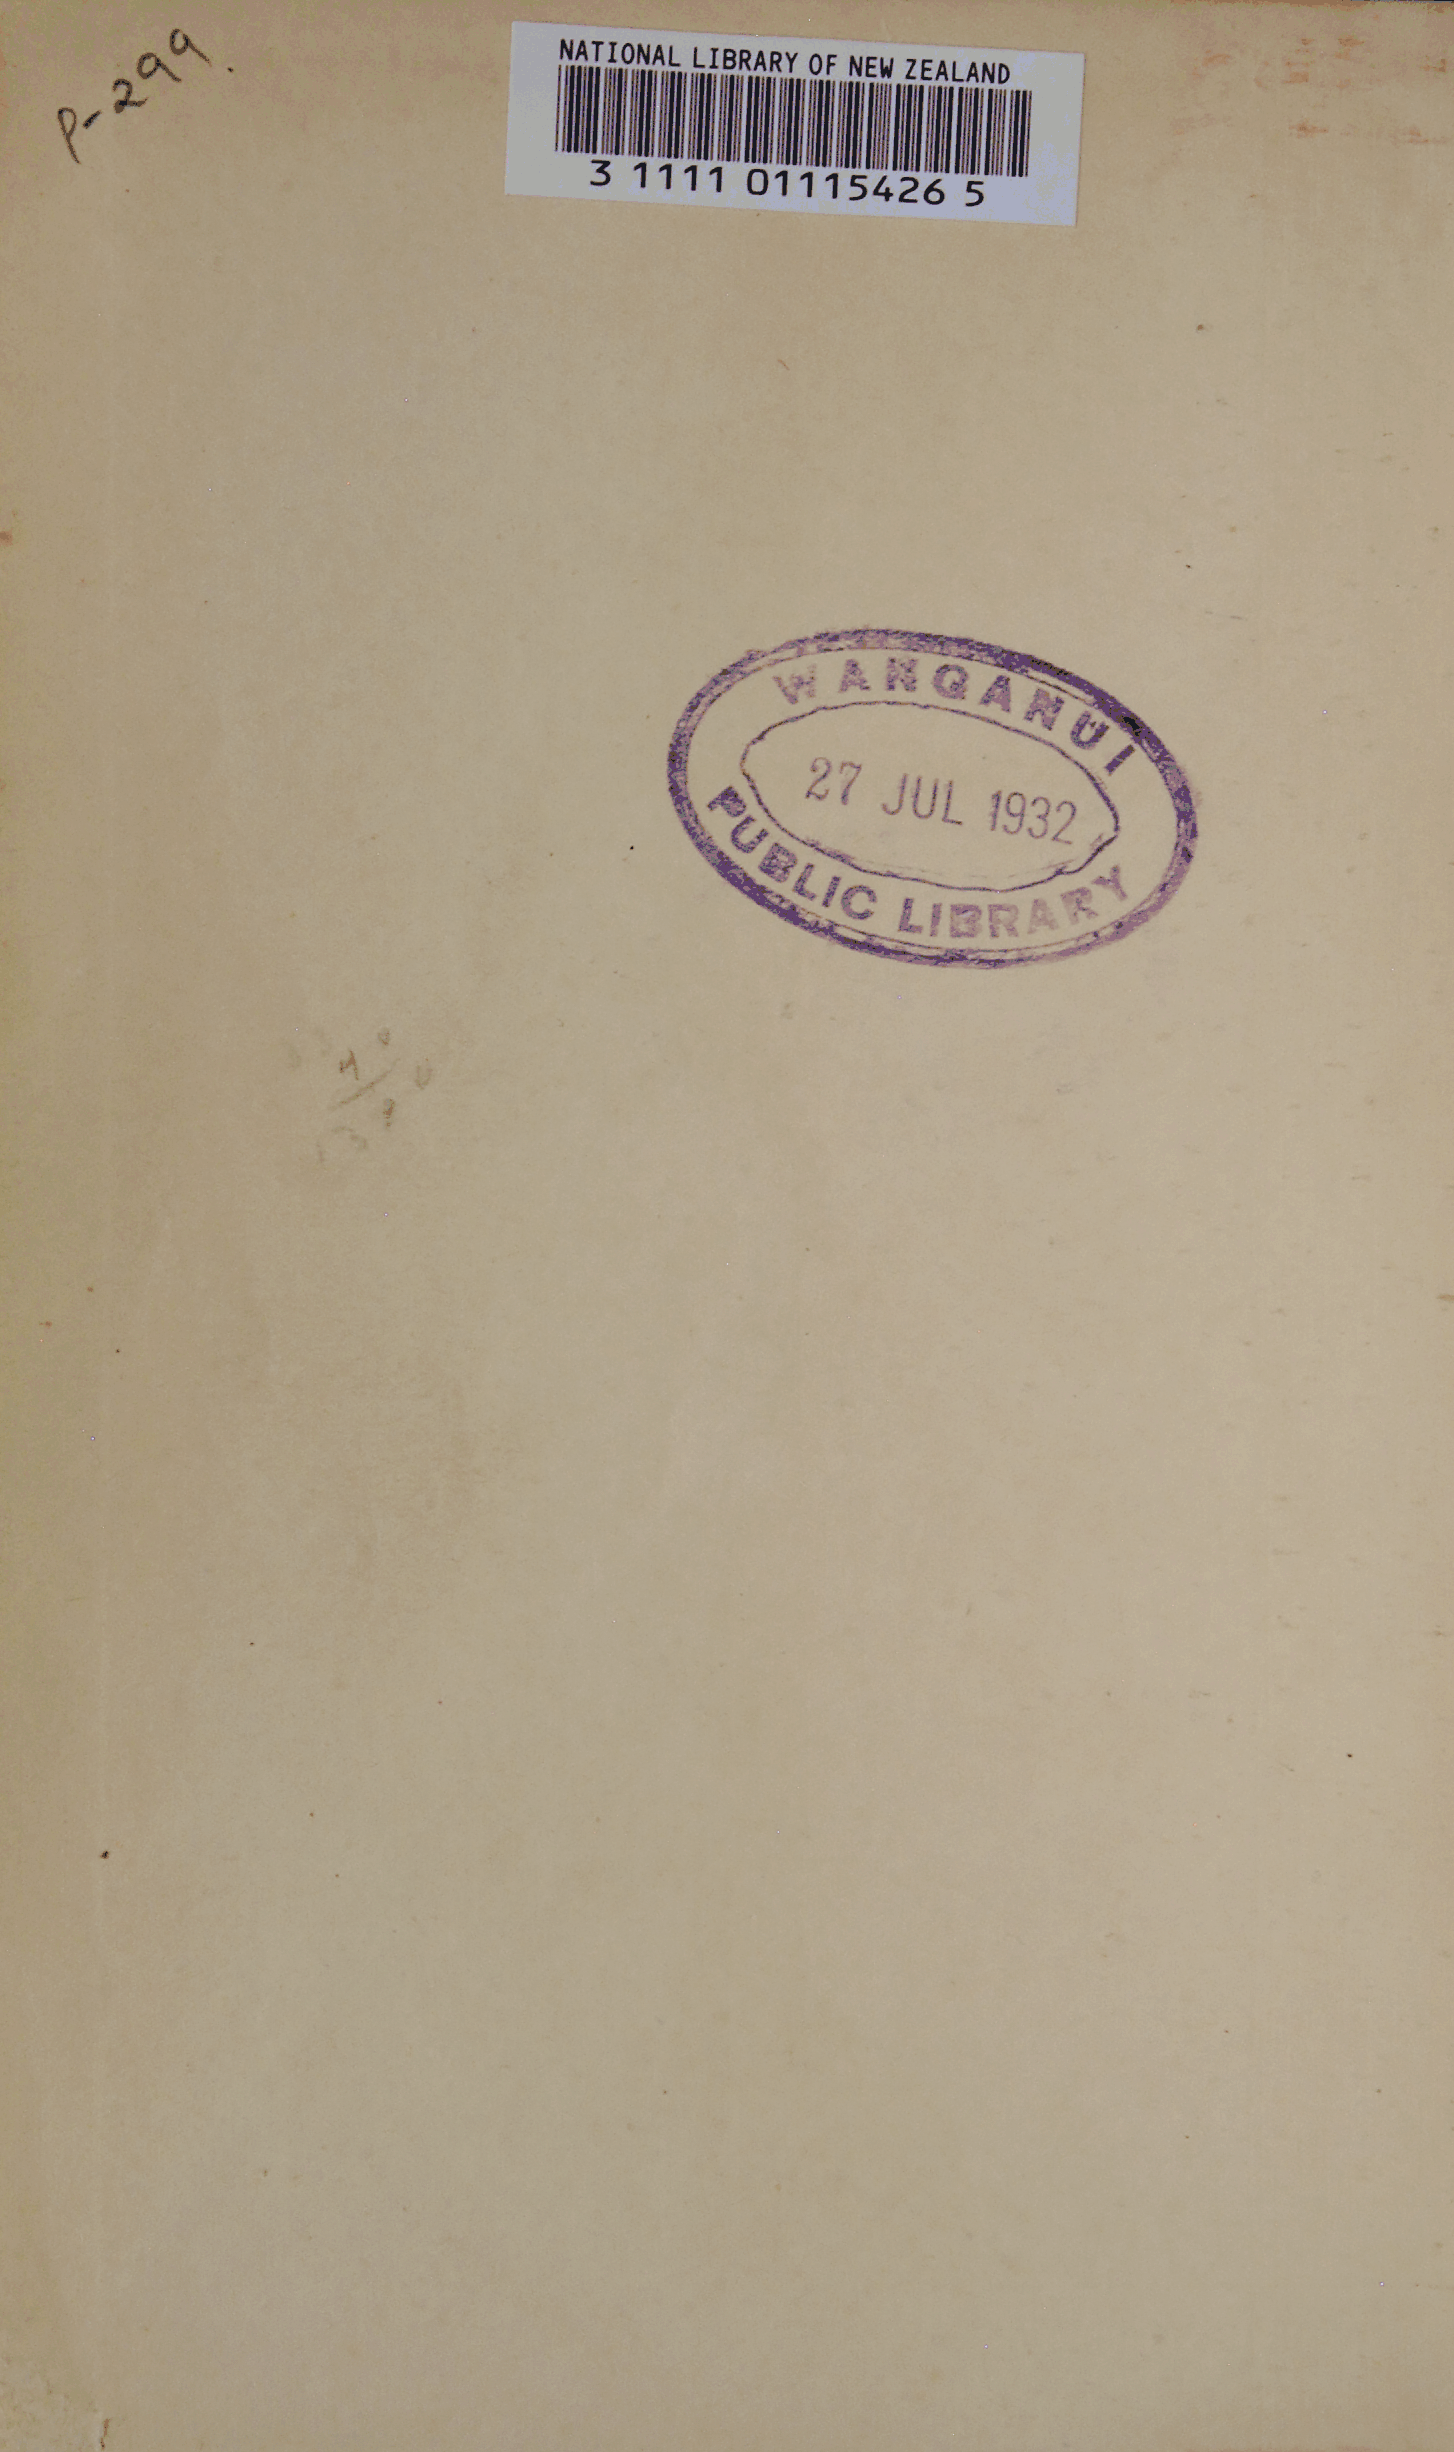 P-299.
NATIONAL LIBRARY OF NEW ZEALAND
3 1111 01115426 5
WANGANUI
27 JUL 1932
PUBLIC LIBRARY